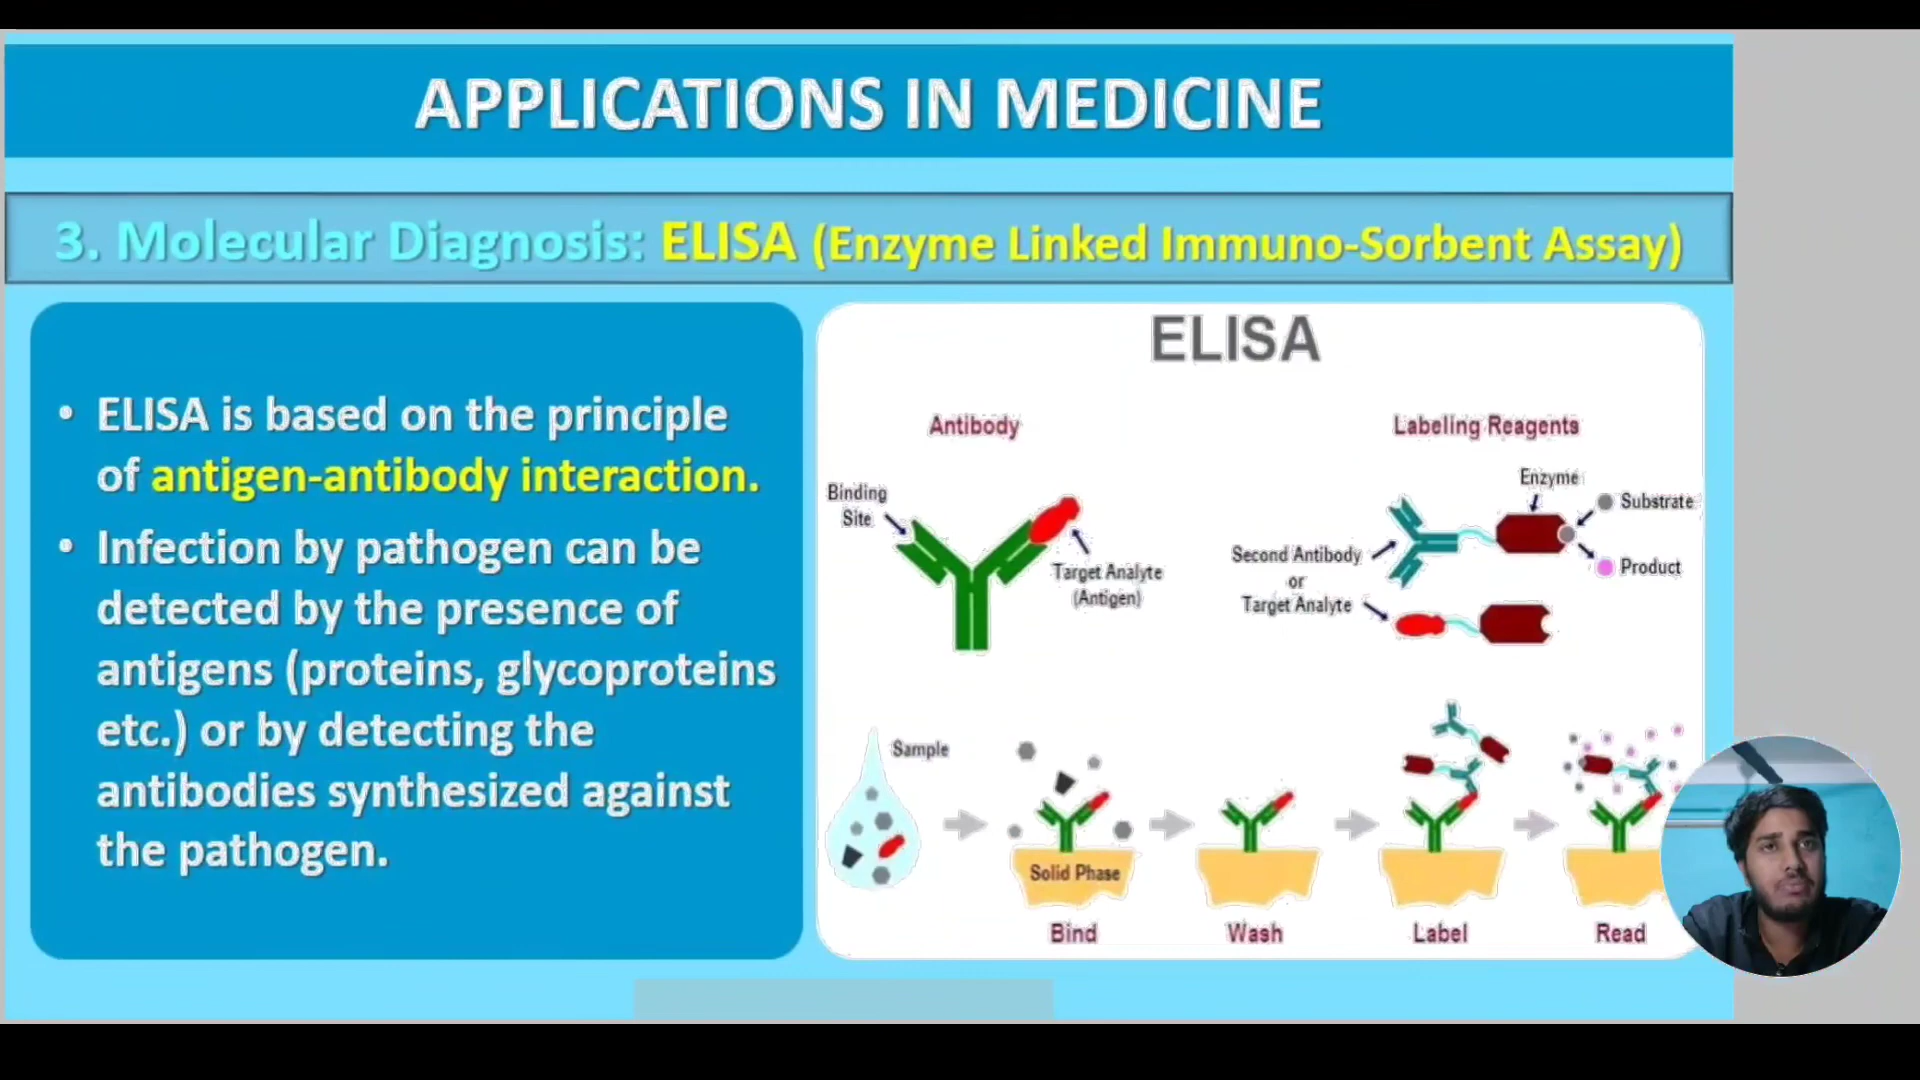 APPLICATIONS IN MEDICINE
3. Molecular Diagnosis: ELISA (Enzyme Linked Immuno-Sorbent Assay)
• ELISA is based on the principle
of antigen-antibody interaction.
• Infection by pathogen can be
detected by the presence of
antigens (proteins, glycoproteins
etc.) or by detecting the
antibodies synthesized against
the pathogen.
ELISA
Antibody
Binding
Site
Target Analyte
(Antigen)
Labeling Reagents
Enzyme
Substrate
Second Antibody
or
Target Analyte
Product
Sample
Solid Phase
Bind
Wash
Label
Read